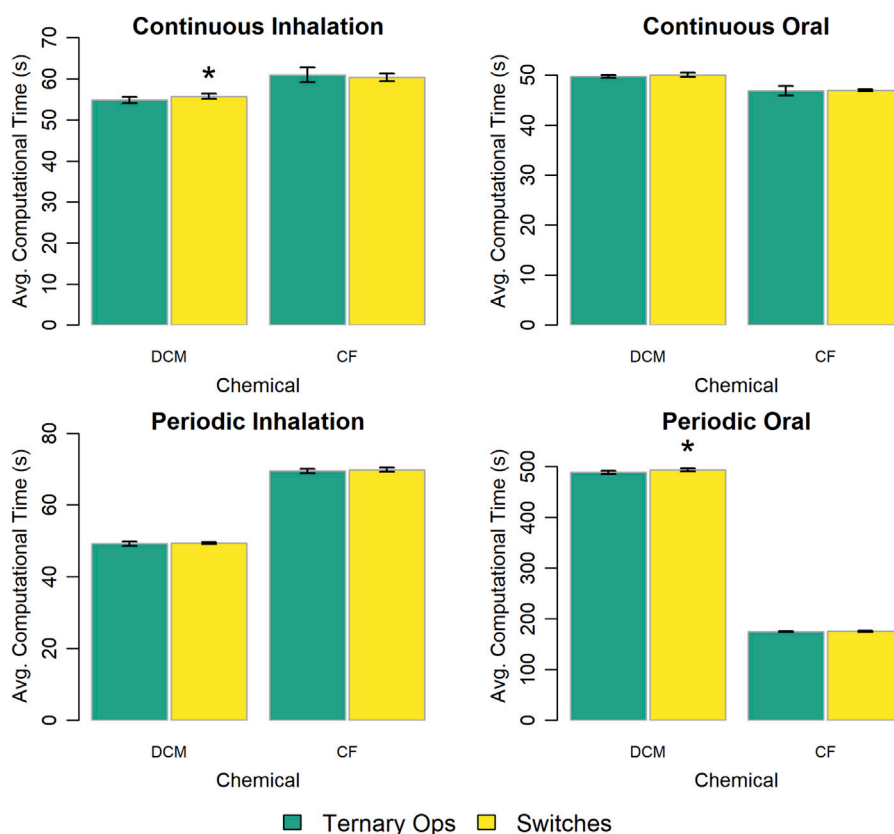 Continuous Inhalation
Avg. Computational Time (s)
0 10 20 30 40 50 60 70
*
DCM CF
Chemical
Continuous Oral
Avg. Computational Time (s)
0 10 20 30 40 50
DCM CF
Chemical
Periodic Inhalation
Avg. Computational Time (s)
0 20 40 60 80
DCM CF
Chemical
Periodic Oral
Avg. Computational Time (s)
0 100 200 300 400 500
*
DCM CF
Chemical
Ternary Ops Switches